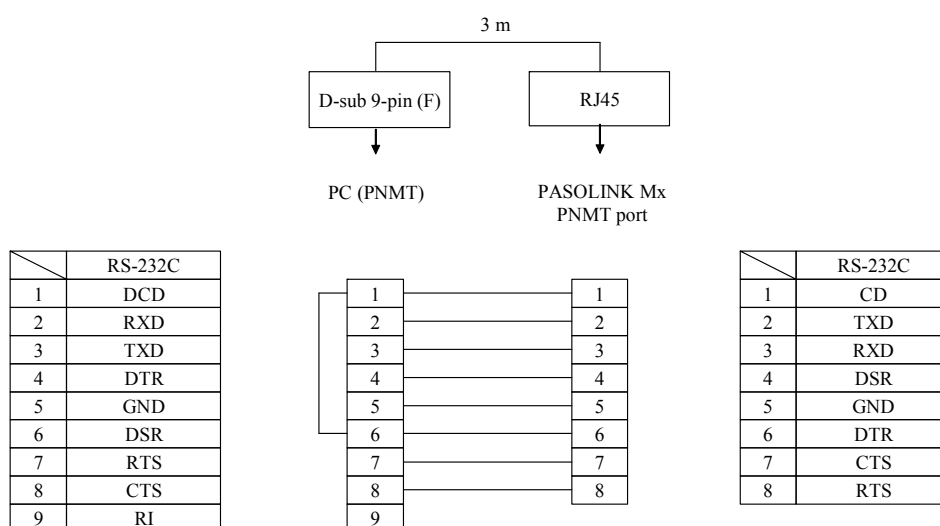 3 m
D-sub 9-pin (F)
RJ45
PC (PNMT)
PASOLINK Mx
PNMT port
RS-232C
1 DCD
2 RXD
3 TXD
4 DTR
5 GND
6 DSR
7 RTS
8 CTS
9 RI
1 1
2 2
3 3
4 4
5 5
6 6
7 7
8 8
9
RS-232C
1 CD
2 TXD
3 RXD
4 DSR
5 GND
6 DTR
7 CTS
8 RTS